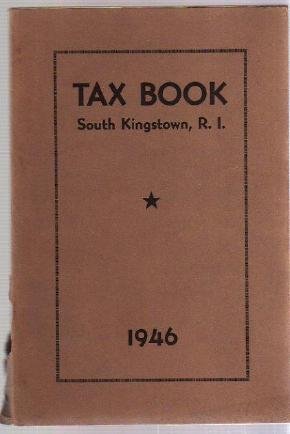 TAX BOOK
South Kingstown, R. I.
1946